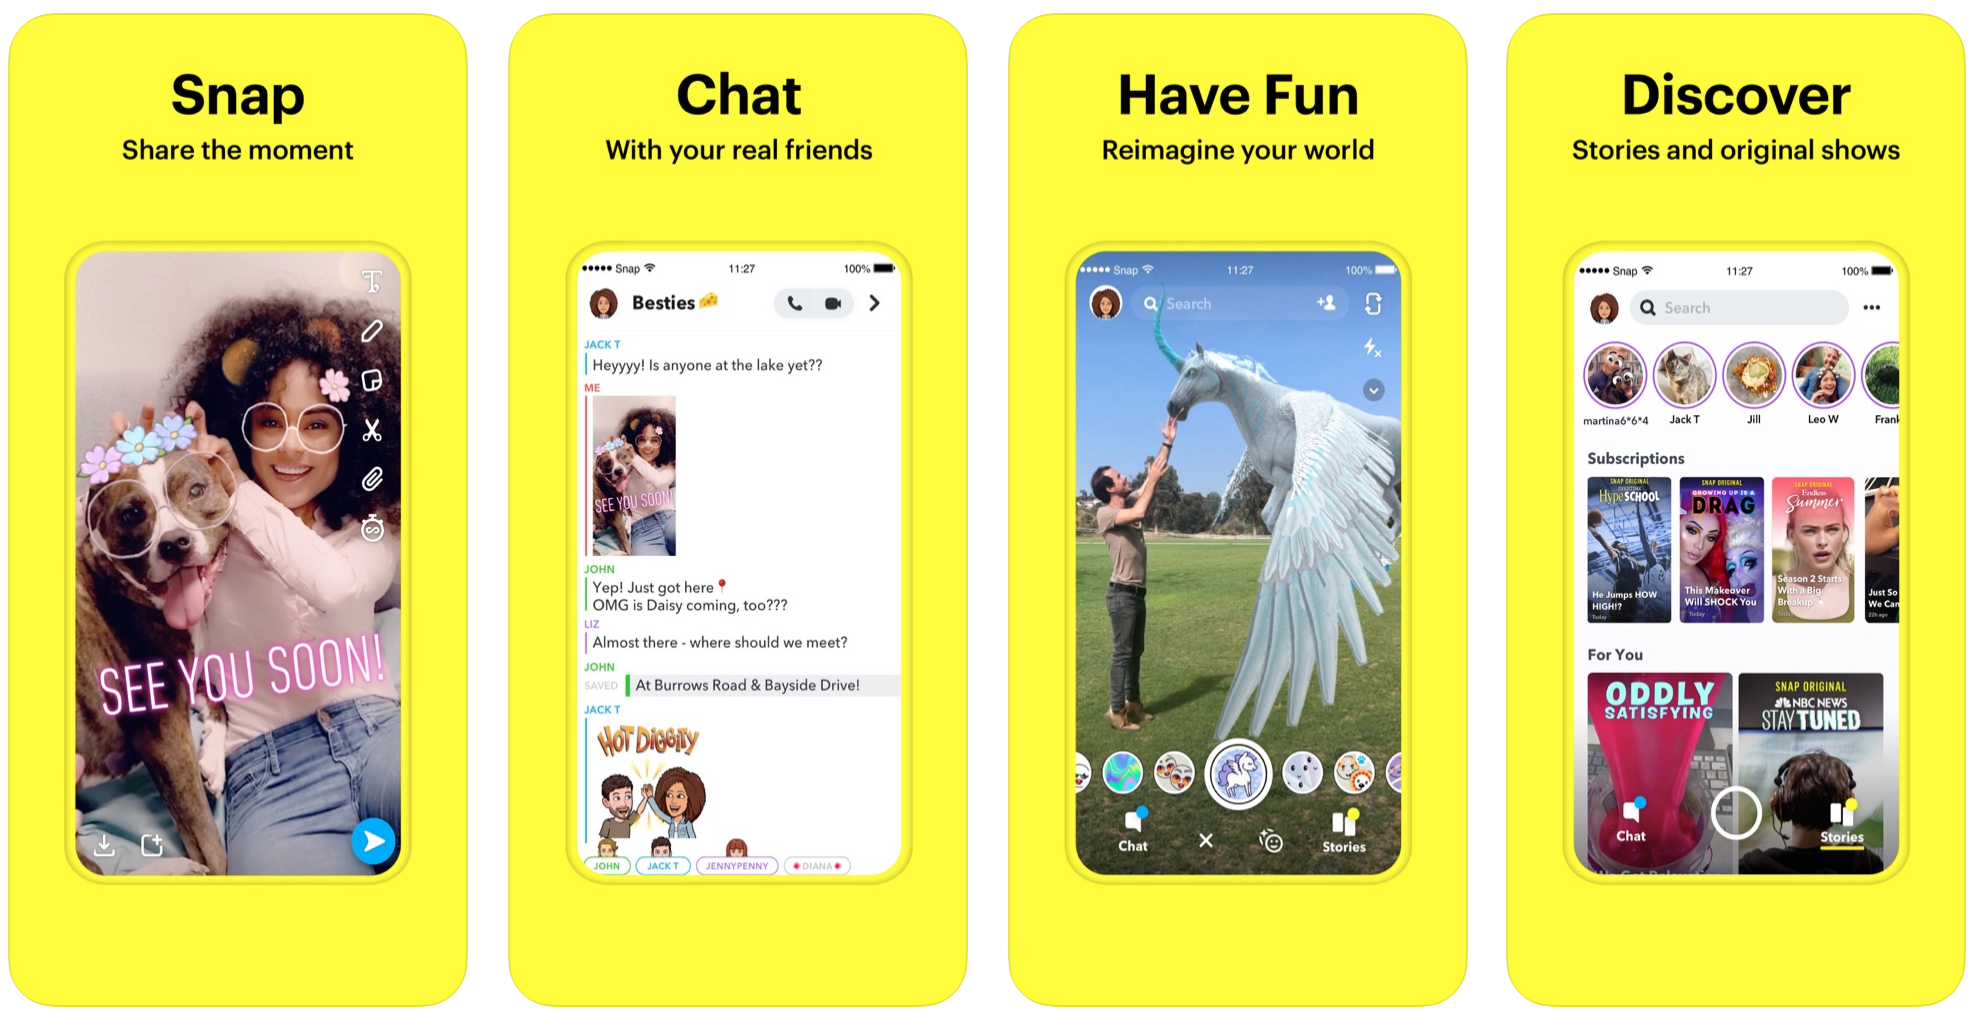 Snap
Share the moment
SEE YOU SOON!
Chat
With your real friends
Snap
11:27
100%
Besties
JACK T
Heyyyy! Is anyone at the lake yet??
ME
SEE YOU SOON!
JOHN
Yep! Just got here
OMG is Daisy coming, too???
LIZ
Almost there - where should we meet?
JOHN
SAVED At Burrows Road & Bayside Drive!
JACK T
HOT DIGGITY
JOHN JACK T JENNYPENNY DIANA
Have Fun
Reimagine your world
Snap
11:27
100%
Search
Chat
Stories
Discover
Stories and original shows
Snap
11:27
100%
Search
martina6*6*4 Jack T Jill Leo W Frank
Subscriptions
SNAP ORIGINAL
OVERTIME
Hype SCHOOL
He Jumps HOW
HIGH!?
Today
SNAP ORIGINAL
GROWING UP IS A
DRAG
This Makeover
Will SHOCK You
Today
SNAP ORIGINAL
Endless
Summer
Season 2 Starts
With a Big
Breakup
Today
Just So
We Can
22h ago
For You
ODDLY
SATISFYING
SNAP ORIGINAL
NBC NEWS
STAY TUNED
Chat
Stories